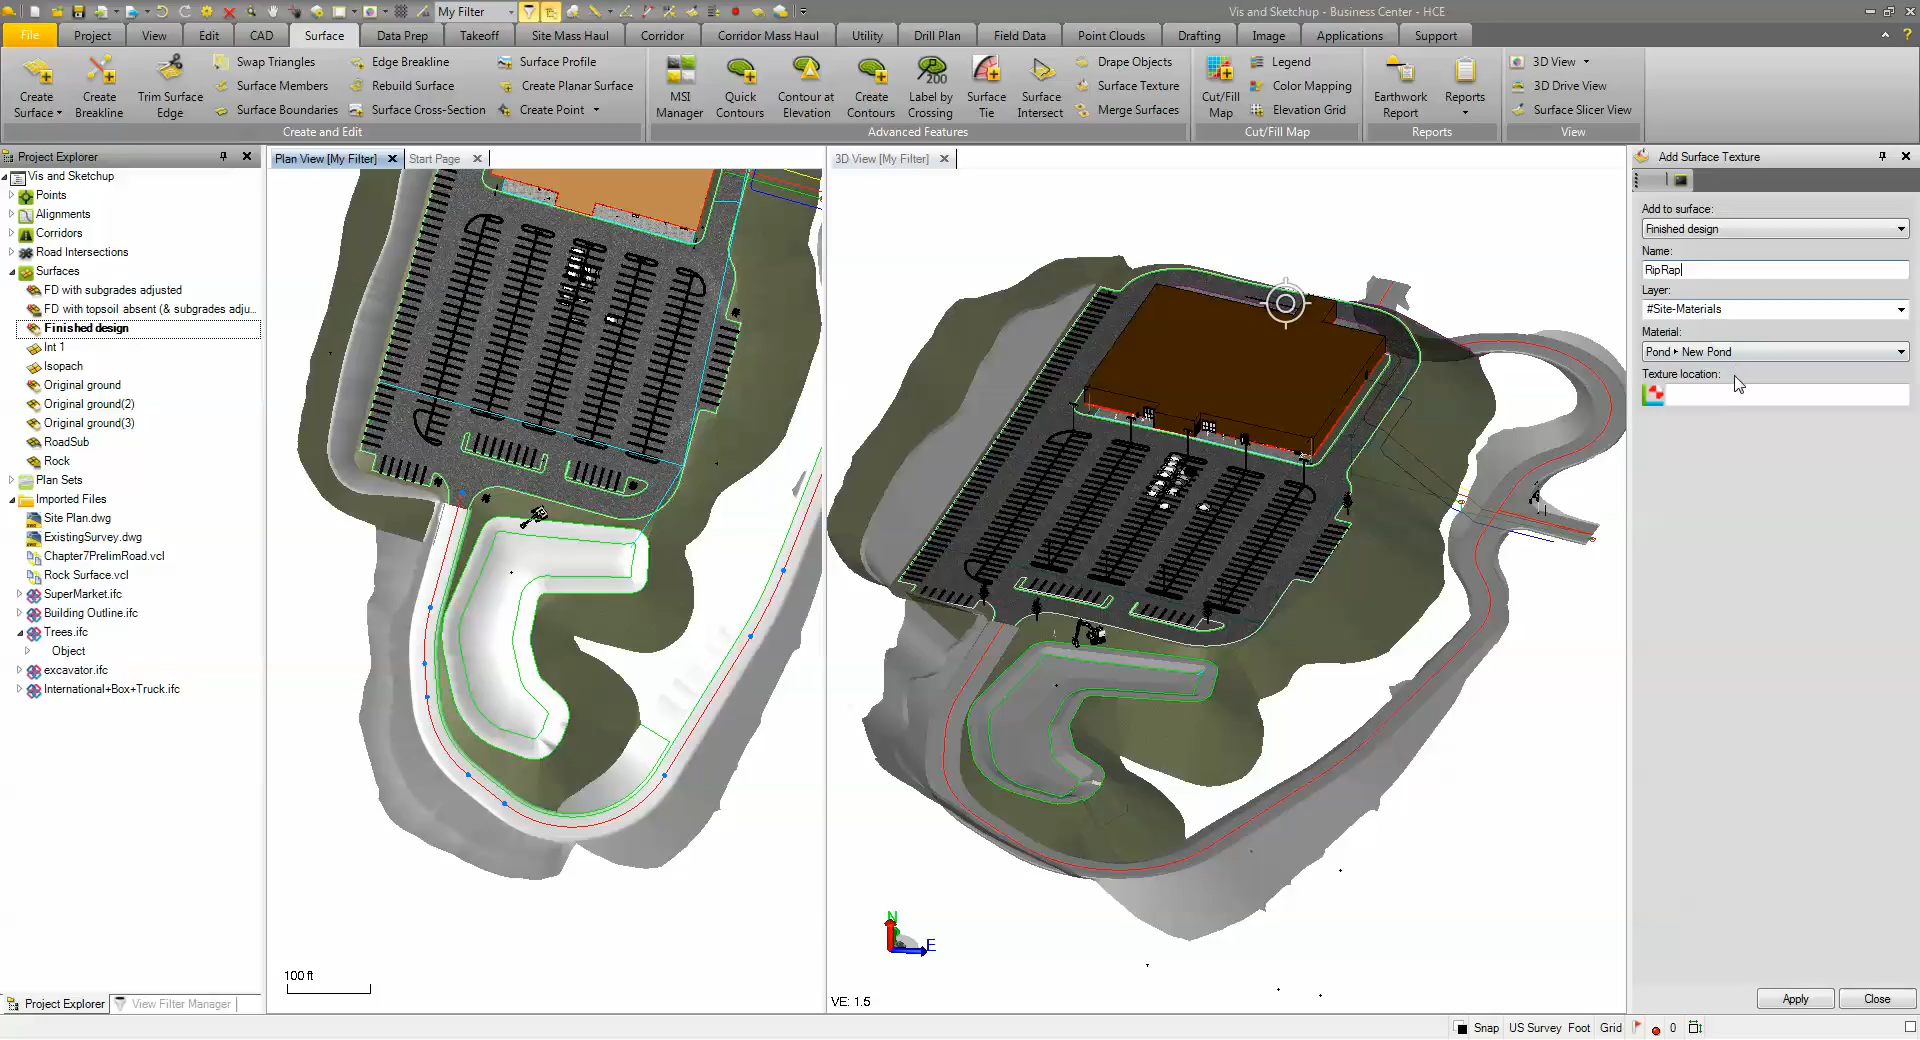 My Filter
Vis and Sketchup - Business Center - HCE
File
Project
View
Edit
CAD
Surface
Data Prep
Takeoff
Site Mass Haul
Corridor
Corridor Mass Haul
Utility
Drill Plan
Field Data
Point Clouds
Drafting
Image
Applications
Support
Create Surface
Create Breakline
Trim Surface Edge
Swap Triangles
Surface Members
Surface Boundaries
Edge Breakline
Rebuild Surface
Surface Cross-Section
Surface Profile
Create Planar Surface
Create Point
Create and Edit
MSI Manager
Quick Contours
Contour at Elevation
Create Contours
200
Label by Crossing
Surface Tie
Surface Intersect
Drape Objects
Surface Texture
Merge Surfaces
Advanced Features
Cut/Fill Map
Legend
Color Mapping
Elevation Grid
Cut/Fill Map
Earthwork Report
Reports
Reports
3D View
3D Drive View
Surface Slicer View
View
Project Explorer
Vis and Sketchup
Points
Alignments
Corridors
Road Intersections
Surfaces
FD with subgrades adjusted
FD with topsoil absent (& subgrades adju...
Finished design
Int 1
Isopach
Original ground
Original ground(2)
Original ground(3)
RoadSub
Rock
Plan Sets
Imported Files
Site Plan.dwg
ExistingSurvey.dwg
Chapter7PrelimRoad.vcl
Rock Surface.vcl
SuperMarket.ifc
Building Outline.ifc
Trees.ifc
Object
excavator.ifc
International+Box+Truck.ifc
Project Explorer
View Filter Manager
Plan View [My Filter]
Start Page
100 ft
3D View [My Filter]
N
E
VE: 1.5
Add Surface Texture
Add to surface:
Finished design
Name:
RipRap
Layer:
#Site-Materials
Material:
Pond ▸ New Pond
Texture location:
Apply
Close
Snap
US Survey Foot
Grid
0